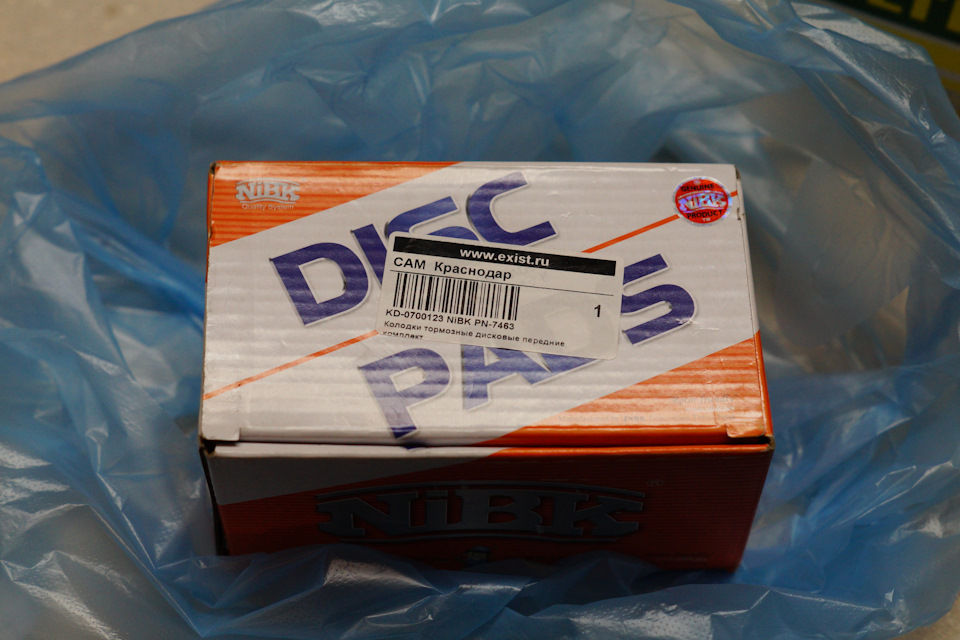 NiBK
Quality System
GENUINE
NiBK
PRODUCT
DISC
PADS
www.exist.ru
САМ Краснодар
1
KD-0700123 NiBK PN-7463
Колодки тормозные дисковые передние
комплект
NiBK